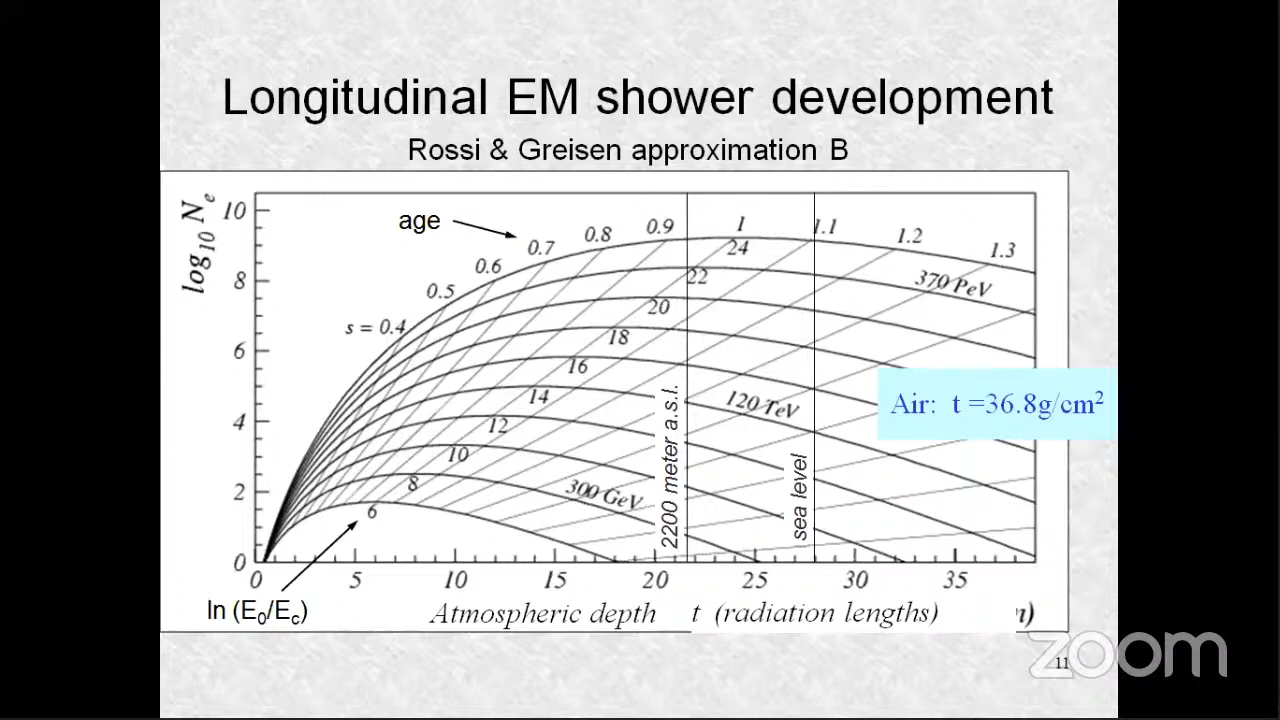 Longitudinal EM shower development
Rossi & Greisen approximation B
log10 Ne
10
8
6
4
2
0
age
s = 0.4
0.5
0.6
0.7
0.8
0.9
1
1.1
1.2
1.3
24
22
20
18
16
14
12
10
8
6
370 PeV
120 TeV
300 GeV
2200 meter a.s.l.
sea level
Air: t =36.8g/cm²
0 5 10 15 20 25 30 35
ln (E₀/Ec)
Atmospheric depth t (radiation lengths)
11
zoom